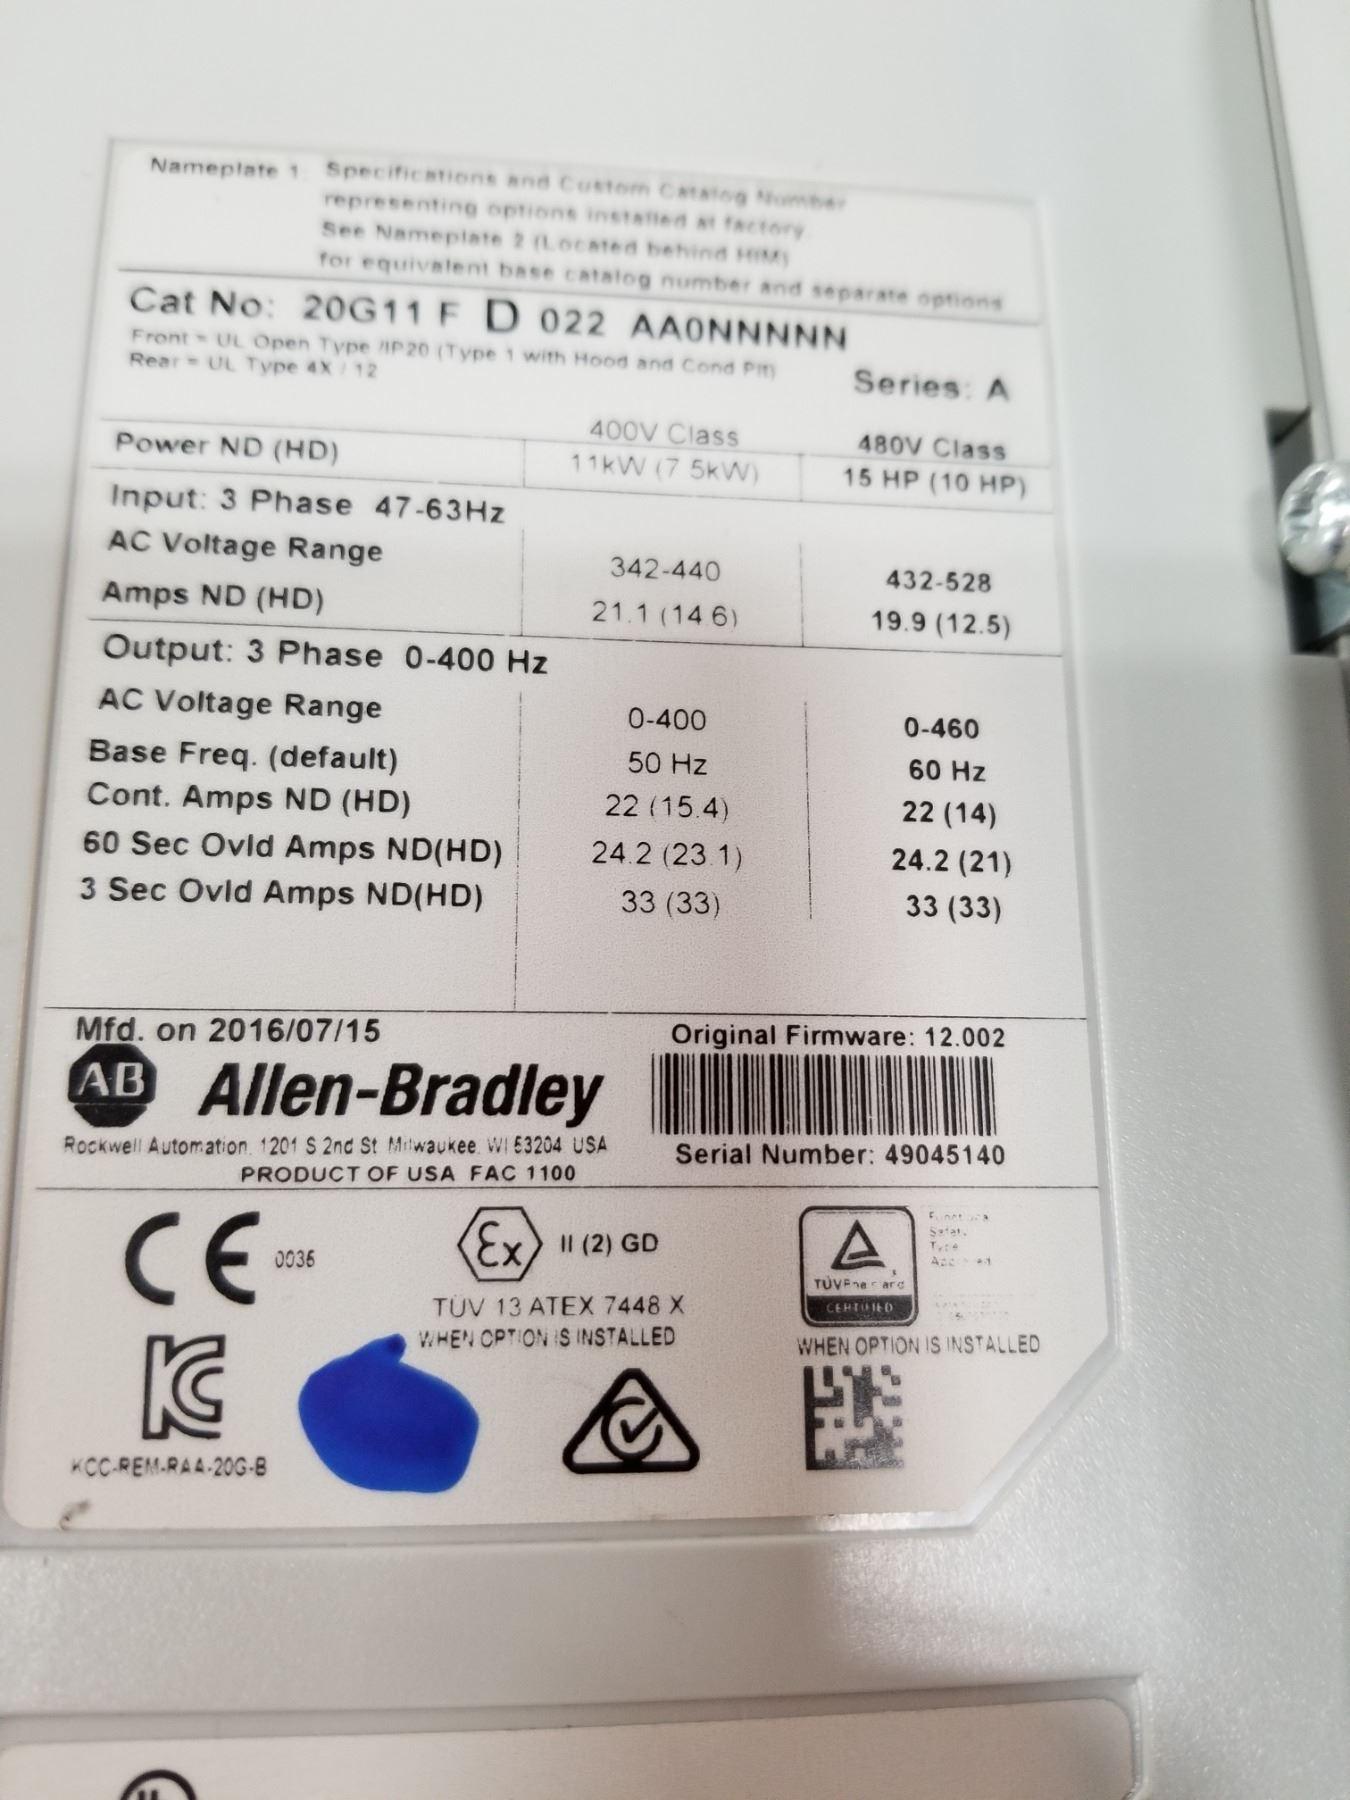 Nameplate 1: Specifications and Custom Catalog Number
representing options installed at factory.
See Nameplate 2 (Located behind HIM)
for equivalent base catalog number and separate options
Cat No: 20G11 F D 022 AA0NNNNN
Front = UL Open Type /IP20 (Type 1 with Hood and Cond Plt)
Rear = UL Type 4X / 12
Series: A
400V Class 480V Class
Power ND (HD) 11kW (7.5kW) 15 HP (10 HP)
Input: 3 Phase 47-63Hz
AC Voltage Range 342-440 432-528
Amps ND (HD) 21.1 (14.6) 19.9 (12.5)
Output: 3 Phase 0-400 Hz
AC Voltage Range 0-400 0-460
Base Freq. (default) 50 Hz 60 Hz
Cont. Amps ND (HD) 22 (15.4) 22 (14)
60 Sec Ovld Amps ND(HD) 24.2 (23.1) 24.2 (21)
3 Sec Ovld Amps ND(HD) 33 (33) 33 (33)
Mfd. on 2016/07/15 Original Firmware: 12.002
AB Allen-Bradley
Rockwell Automation, 1201 S 2nd St Milwaukee, WI 53204 USA
PRODUCT OF USA FAC 1100
Serial Number: 49045140
CE 0035
Ex II (2) GD
TÜV 13 ATEX 7448 X
WHEN OPTION IS INSTALLED
TÜVRheinland
CERTIFIED
Functional
Safety
Type
Approved
WHEN OPTION IS INSTALLED
KC
KCC-REM-RAA-20G-B